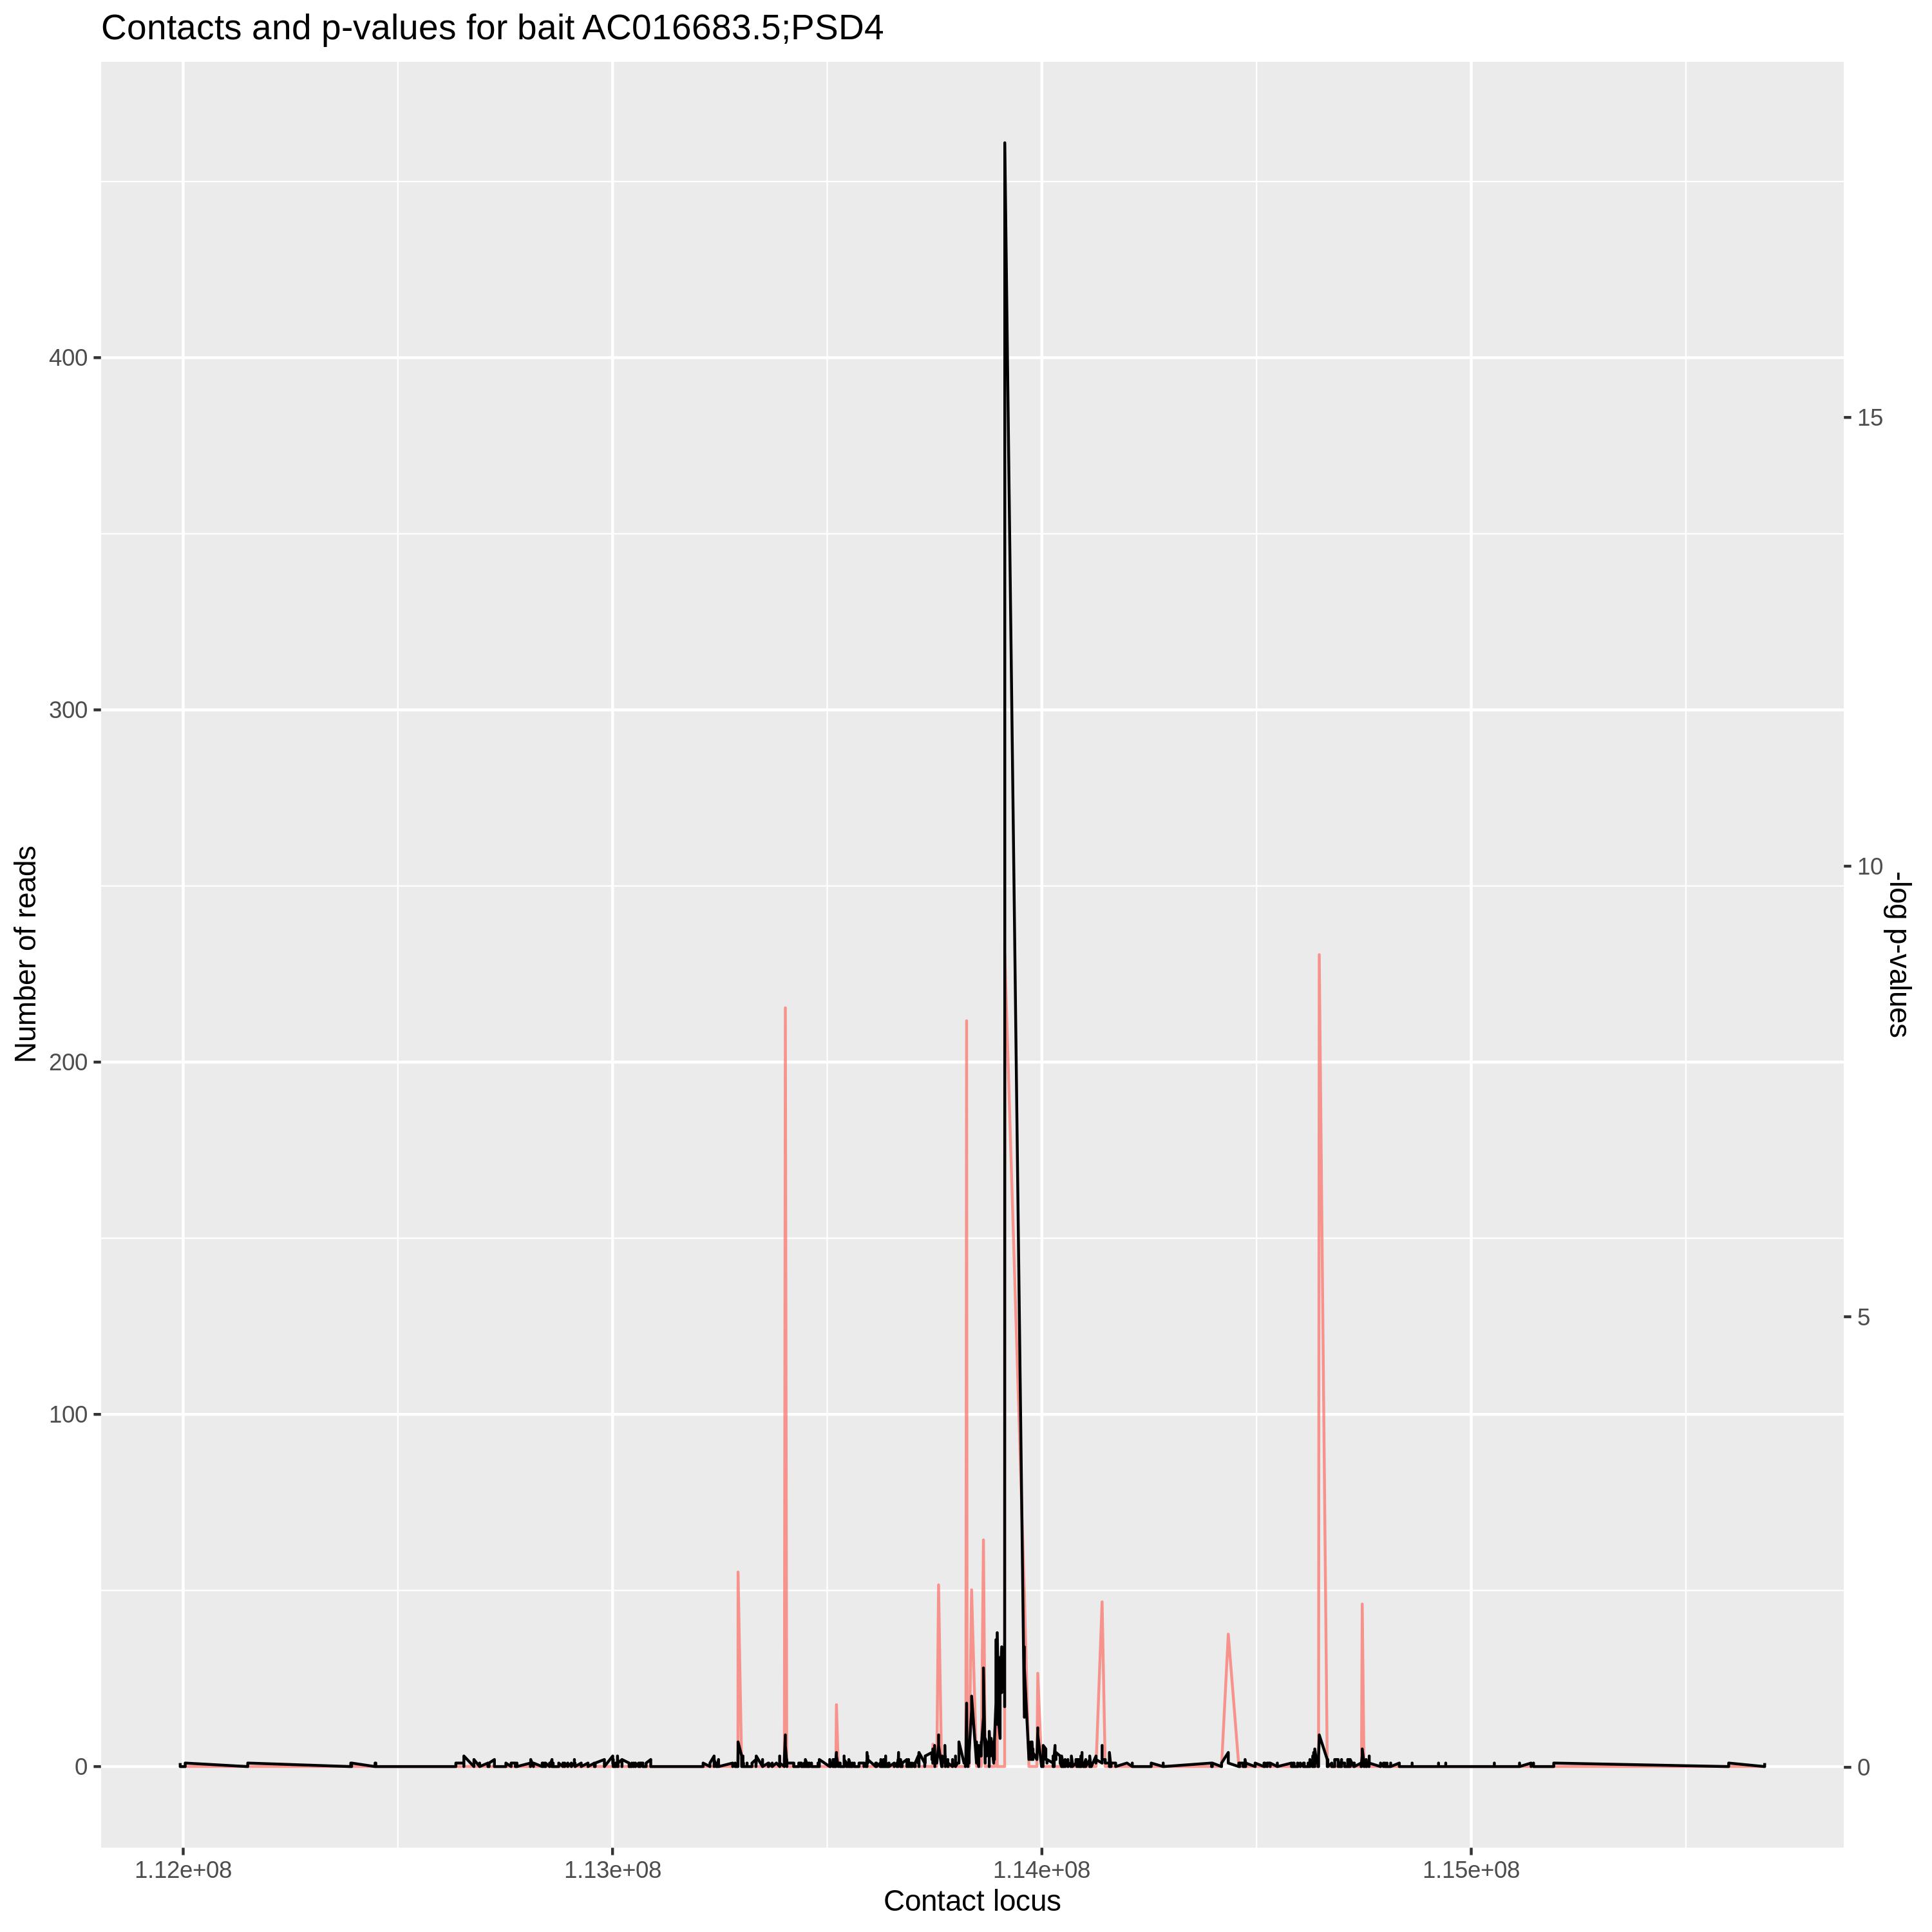 Contacts and p-values for bait AC016683.5;PSD4
Number of reads
400
300
200
100
0
15
10
5
0
-log p-values
1.12e+08
1.13e+08
1.14e+08
1.15e+08
Contact locus